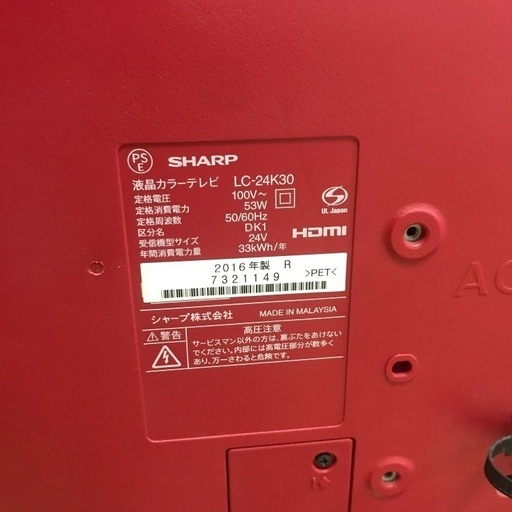 PS
E
SHARP
液晶カラーテレビ LC-24K30
定格電圧 100V～
定格消費電力 53W
定格周波数 50/60Hz
区分名 DK1
受信機型サイズ 24V
年間消費電力量 33kWh/年
UL Japan
HDMI
2016年製 R
7321149 >PET<
シャープ株式会社 MADE IN MALAYSIA
警告
高圧注意
サービスマン以外の方は、裏ぶたをあけない
でください。内部には高電圧部分が数多く
あり、万一さわると危険です。
AC